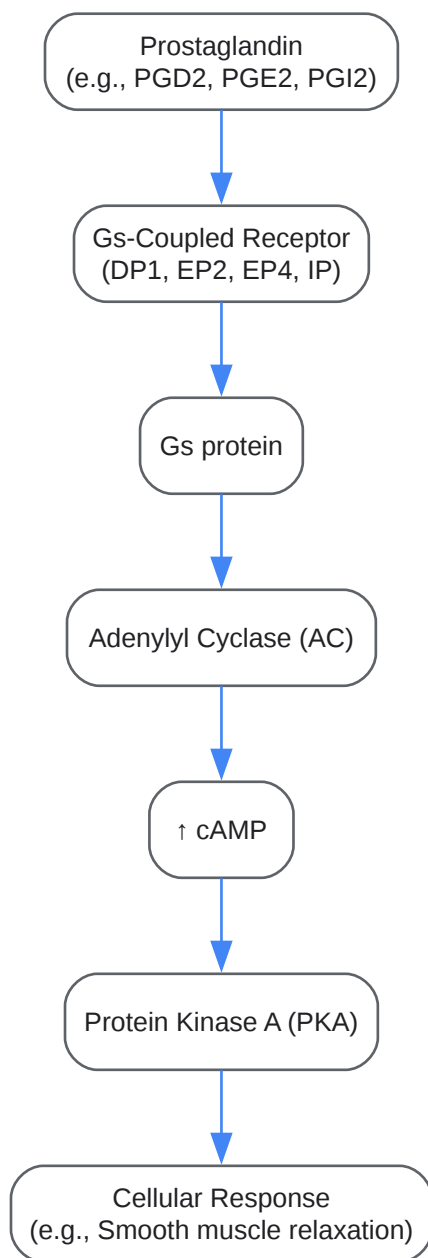 Prostaglandin
(e.g., PGD2, PGE2, PGI2)
Gs-Coupled Receptor
(DP1, EP2, EP4, IP)
Gs protein
Adenylyl Cyclase (AC)
↑ cAMP
Protein Kinase A (PKA)
Cellular Response
(e.g., Smooth muscle relaxation)